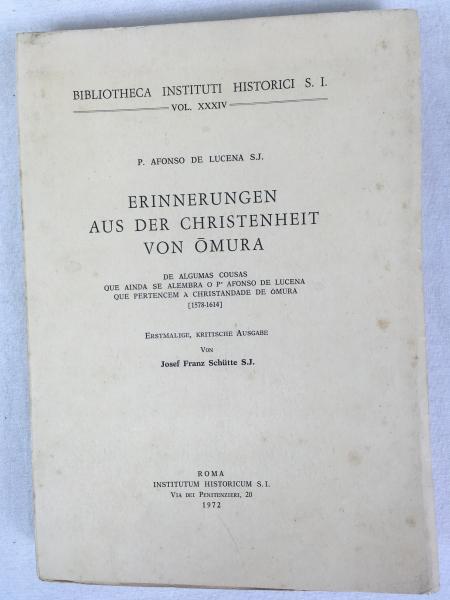 BIBLIOTHECA INSTITUTI HISTORICI S. I.
VOL. XXXIV
P. AFONSO DE LUCENA S.J.
ERINNERUNGEN
AUS DER CHRISTENHEIT
VON ŌMURA
DE ALGUMAS COUSAS
QUE AINDA SE ALEMBRA O Pᵉ AFONSO DE LUCENA
QUE PERTENCEM A CHRISTANDADE DE ŌMURA
[1578-1614]
ERSTMALIGE, KRITISCHE AUSGABE
VON
Josef Franz Schütte S.J.
ROMA
INSTITUTUM HISTORICUM S. I.
VIA DEI PENITENZIERI, 20
1972